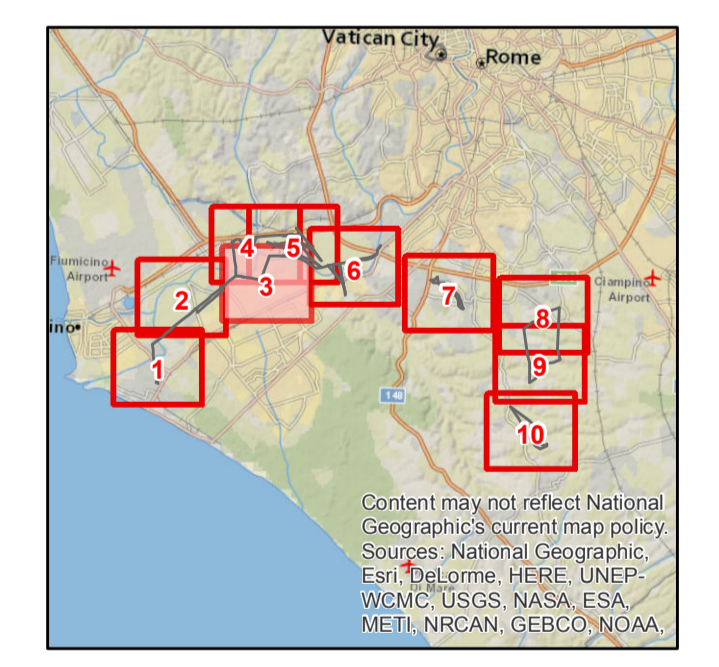 Vatican City
Rome
Fiumicino
Airport
4
5
6
3
2
7
Ciampino
Airport
8
ino
1
9
148
10
Content may not reflect National
Geographic's current map policy.
Sources: National Geographic,
Esri, DeLorme, HERE, UNEP-
Di Mare
WCMC, USGS, NASA, ESA,
METI, NRCAN, GEBCO, NOAA,